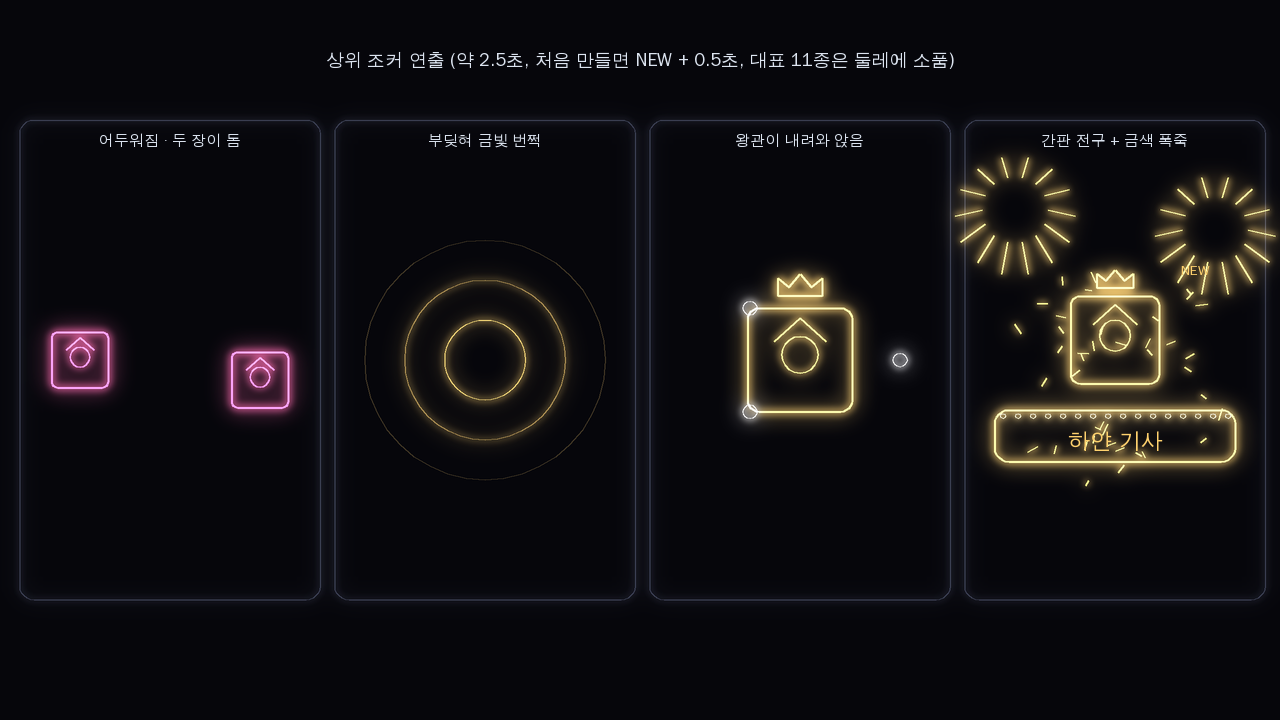 상위 조커 연출 (약 2.5초, 처음 만들면 NEW + 0.5초, 대표 11종은 둘레에 소품)
어두워짐 · 두 장이 돔
부딪혀 금빛 번쩍
왕관이 내려와 앉음
간판 전구 + 금색 폭죽
NEW
하얀 기사